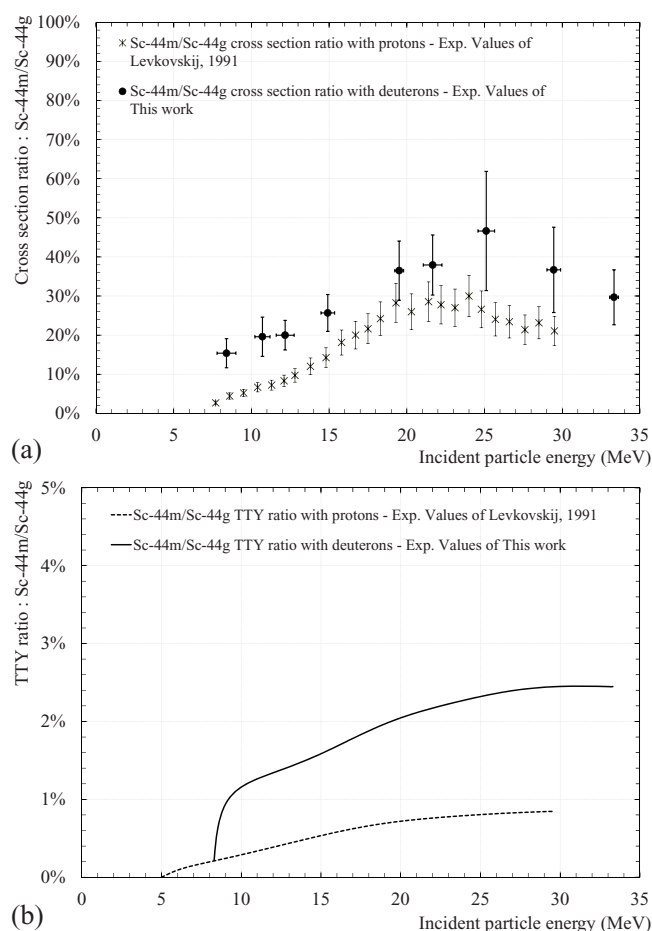 100%
90%
80%
70%
60%
50%
40%
30%
20%
10%
0%
Cross section ratio : Sc-44m/Sc-44g
Sc-44m/Sc-44g cross section ratio with protons - Exp. Values of
Levkovskij, 1991
Sc-44m/Sc-44g cross section ratio with deuterons - Exp. Values of
This work
0 5 10 15 20 25 30 35
Incident particle energy (MeV)
(a)
5%
4%
3%
2%
1%
0%
TTY ratio : Sc-44m/Sc-44g
Sc-44m/Sc-44g TTY ratio with protons - Exp. Values of Levkovskij, 1991
Sc-44m/Sc-44g TTY ratio with deuterons - Exp. Values of This work
0 5 10 15 20 25 30 35
Incident particle energy (MeV)
(b)